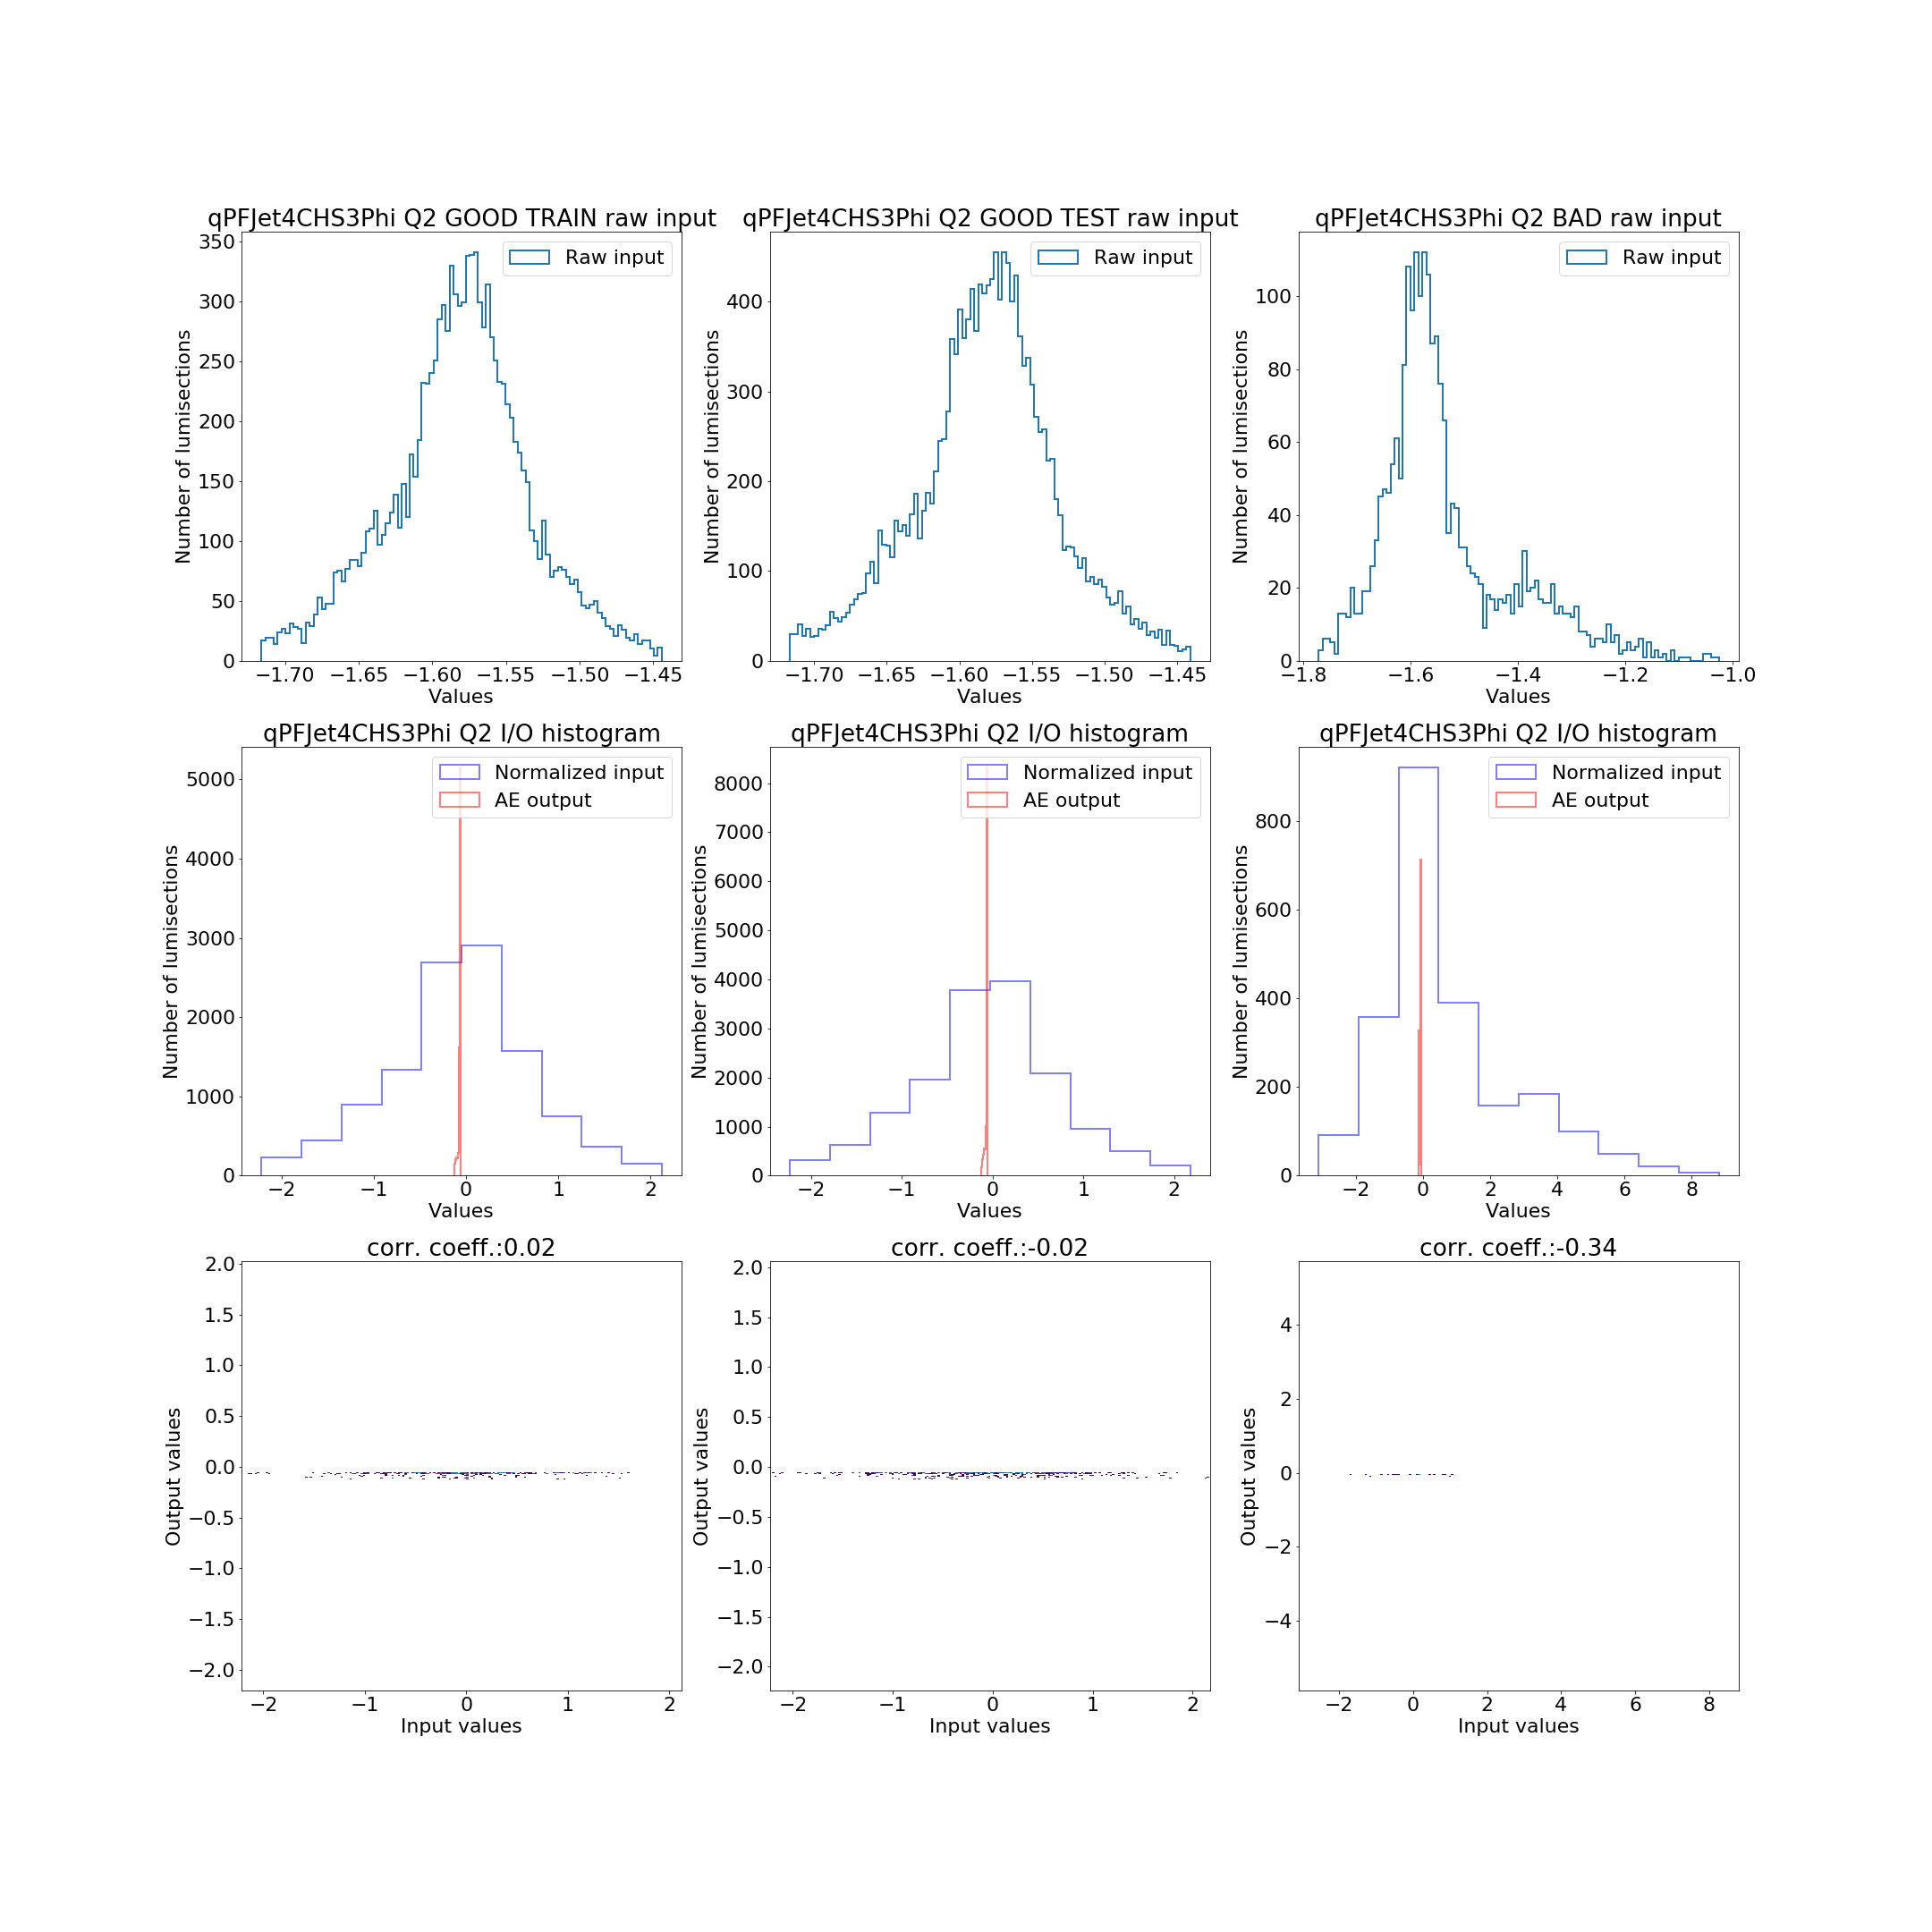 qPFJet4CHS3Phi Q2 GOOD TRAIN raw input
Raw input
Number of lumisections
350
300
250
200
150
100
50
0
−1.70 −1.65 −1.60 −1.55 −1.50 −1.45
Values
qPFJet4CHS3Phi Q2 GOOD TEST raw input
Raw input
Number of lumisections
400
300
200
100
0
−1.70 −1.65 −1.60 −1.55 −1.50 −1.45
Values
qPFJet4CHS3Phi Q2 BAD raw input
Raw input
Number of lumisections
100
80
60
40
20
0
−1.8 −1.6 −1.4 −1.2 −1.0
Values
qPFJet4CHS3Phi Q2 I/O histogram
Normalized input
AE output
Number of lumisections
5000
4000
3000
2000
1000
0
−2 −1 0 1 2
Values
qPFJet4CHS3Phi Q2 I/O histogram
Normalized input
AE output
Number of lumisections
8000
7000
6000
5000
4000
3000
2000
1000
0
−2 −1 0 1 2
Values
qPFJet4CHS3Phi Q2 I/O histogram
Normalized input
AE output
Number of lumisections
800
600
400
200
0
−2 0 2 4 6 8
Values
corr. coeff.:0.02
Output values
2.0
1.5
1.0
0.5
0.0
−0.5
−1.0
−1.5
−2.0
−2 −1 0 1 2
Input values
corr. coeff.:-0.02
Output values
2.0
1.5
1.0
0.5
0.0
−0.5
−1.0
−1.5
−2.0
−2 −1 0 1 2
Input values
corr. coeff.:-0.34
Output values
4
2
0
−2
−4
−2 0 2 4 6 8
Input values